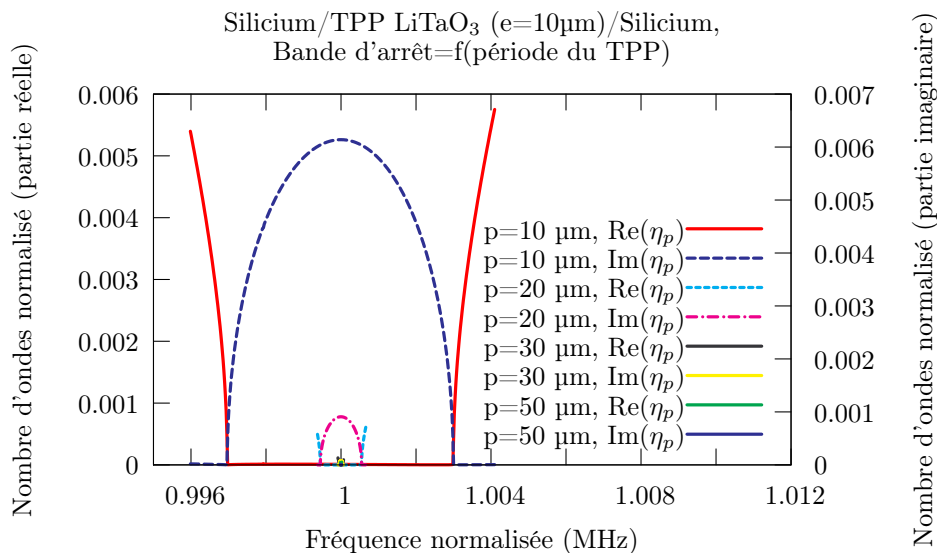 Silicium/TPP LiTaO3 (e=10µm)/Silicium,
Bande d'arrêt=f(période du TPP)
Nombre d'ondes normalisé (partie réelle)
Nombre d'ondes normalisé (partie imaginaire)
0.006
0.005
0.004
0.003
0.002
0.001
0
0.007
0.006
0.005
0.004
0.003
0.002
0.001
0
p=10 µm, Re(ηp)
p=10 µm, Im(ηp)
p=20 µm, Re(ηp)
p=20 µm, Im(ηp)
p=30 µm, Re(ηp)
p=30 µm, Im(ηp)
p=50 µm, Re(ηp)
p=50 µm, Im(ηp)
0.996 1 1.004 1.008 1.012
Fréquence normalisée (MHz)